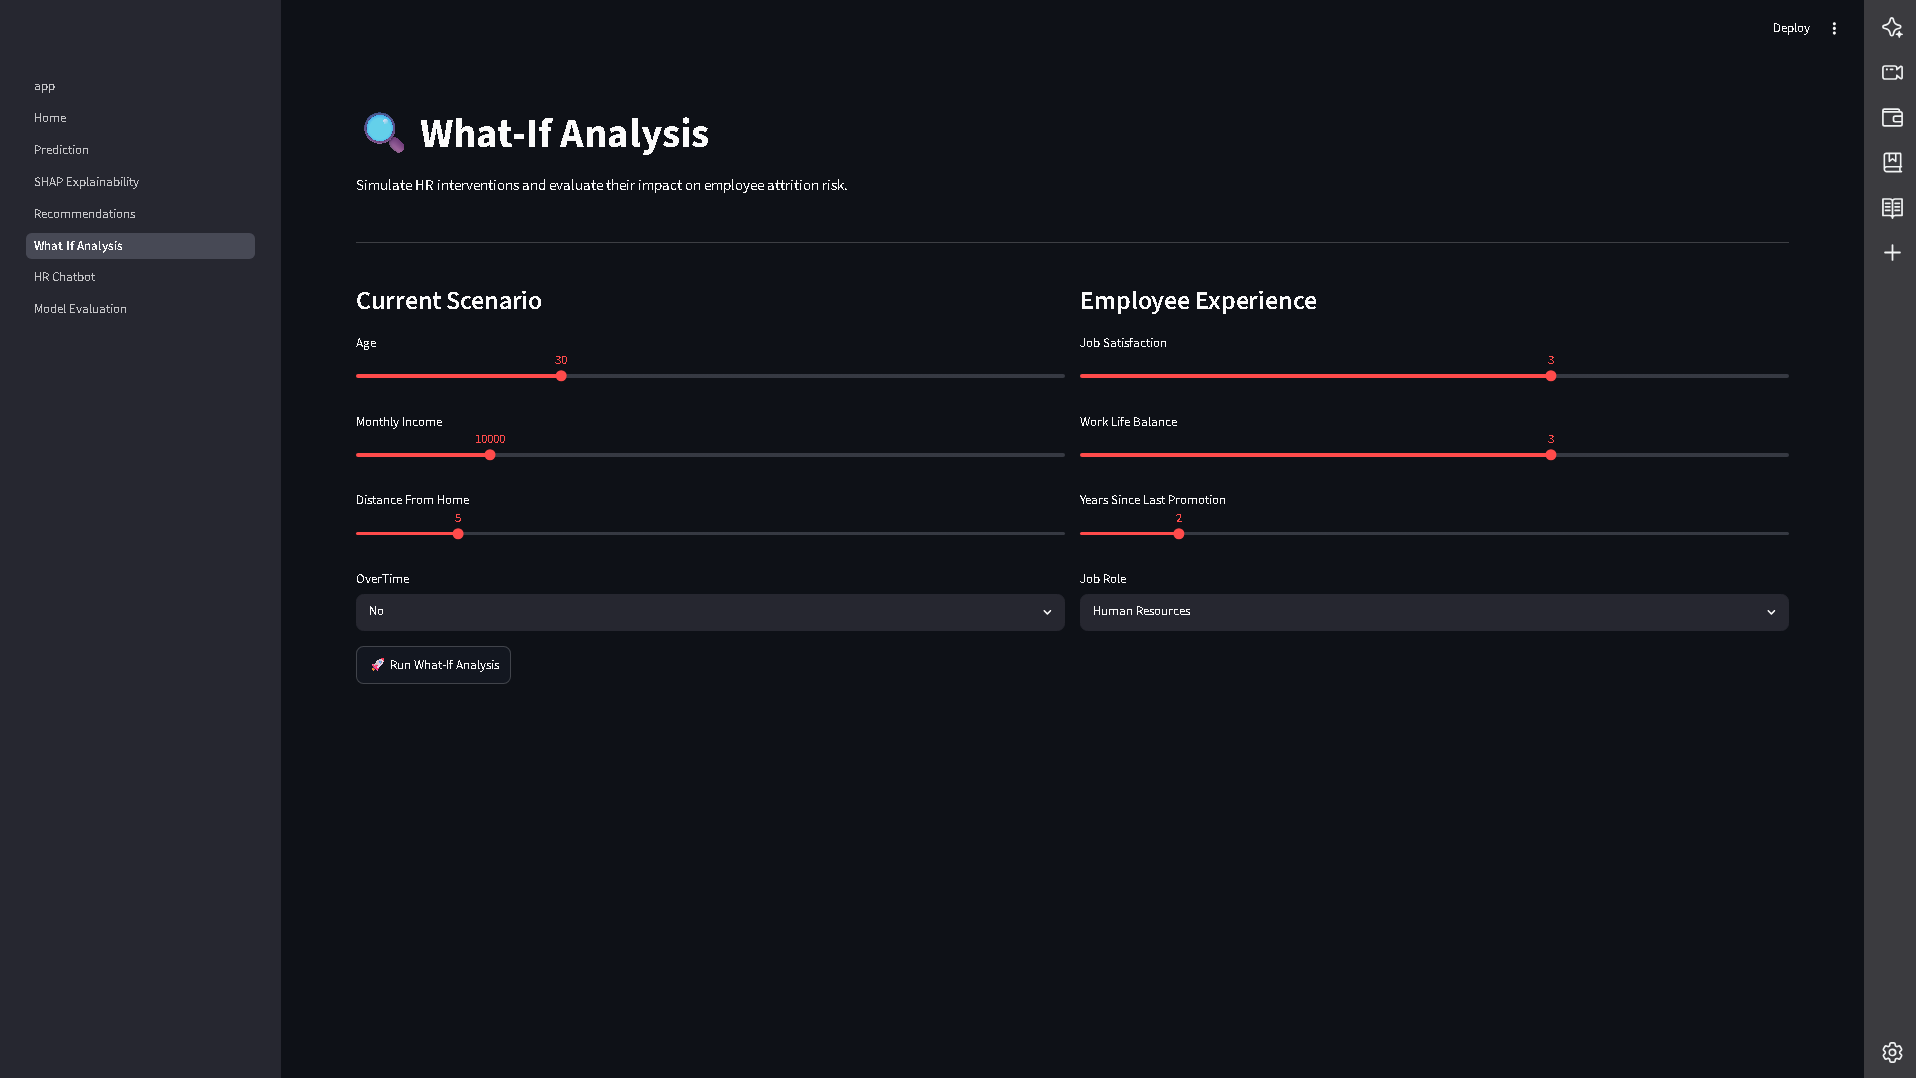 Deploy
app
Home
Prediction
SHAP Explainability
Recommendations
What If Analysis
HR Chatbot
Model Evaluation
What-If Analysis
Simulate HR interventions and evaluate their impact on employee attrition risk.
Current Scenario
Age
30
Monthly Income
10000
Distance From Home
5
OverTime
No
Run What-If Analysis
Employee Experience
Job Satisfaction
3
Work Life Balance
3
Years Since Last Promotion
2
Job Role
Human Resources